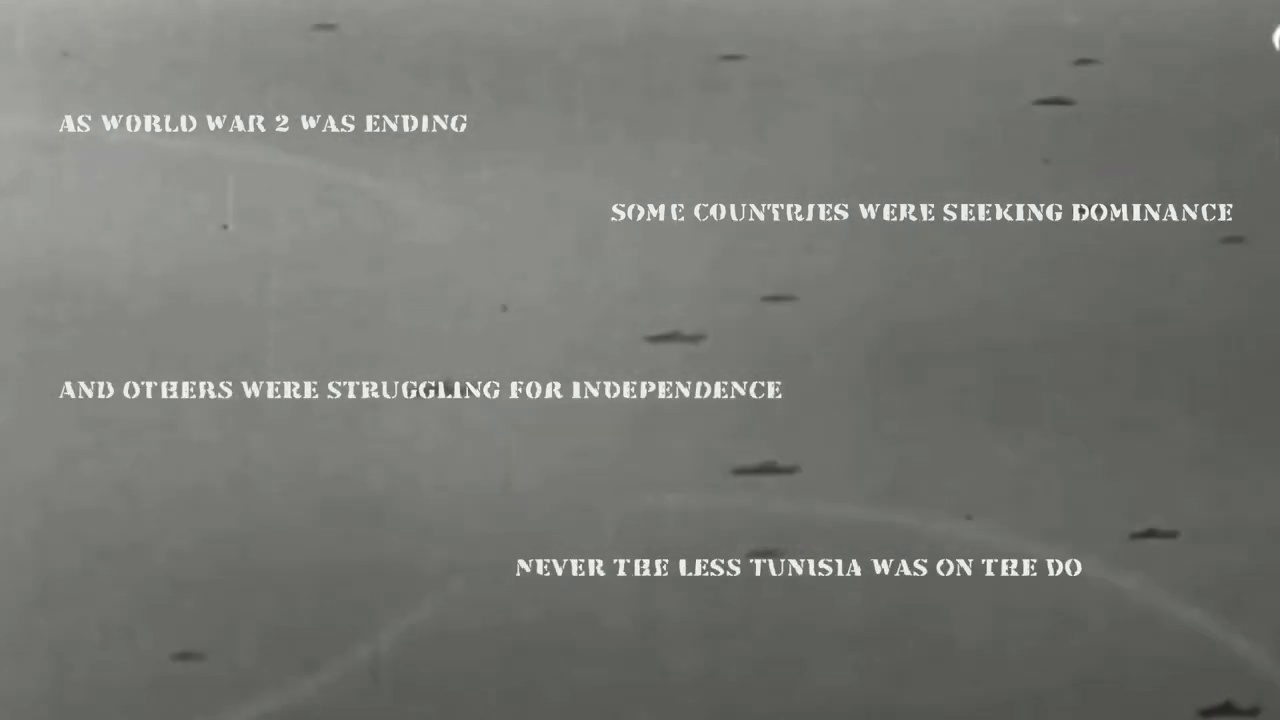 AS WORLD WAR 2 WAS ENDING
SOME COUNTRIES WERE SEEKING DOMINANCE
AND OTHERS WERE STRUGGLING FOR INDEPENDENCE
NEVER THE LESS TUNISIA WAS ON THE DO